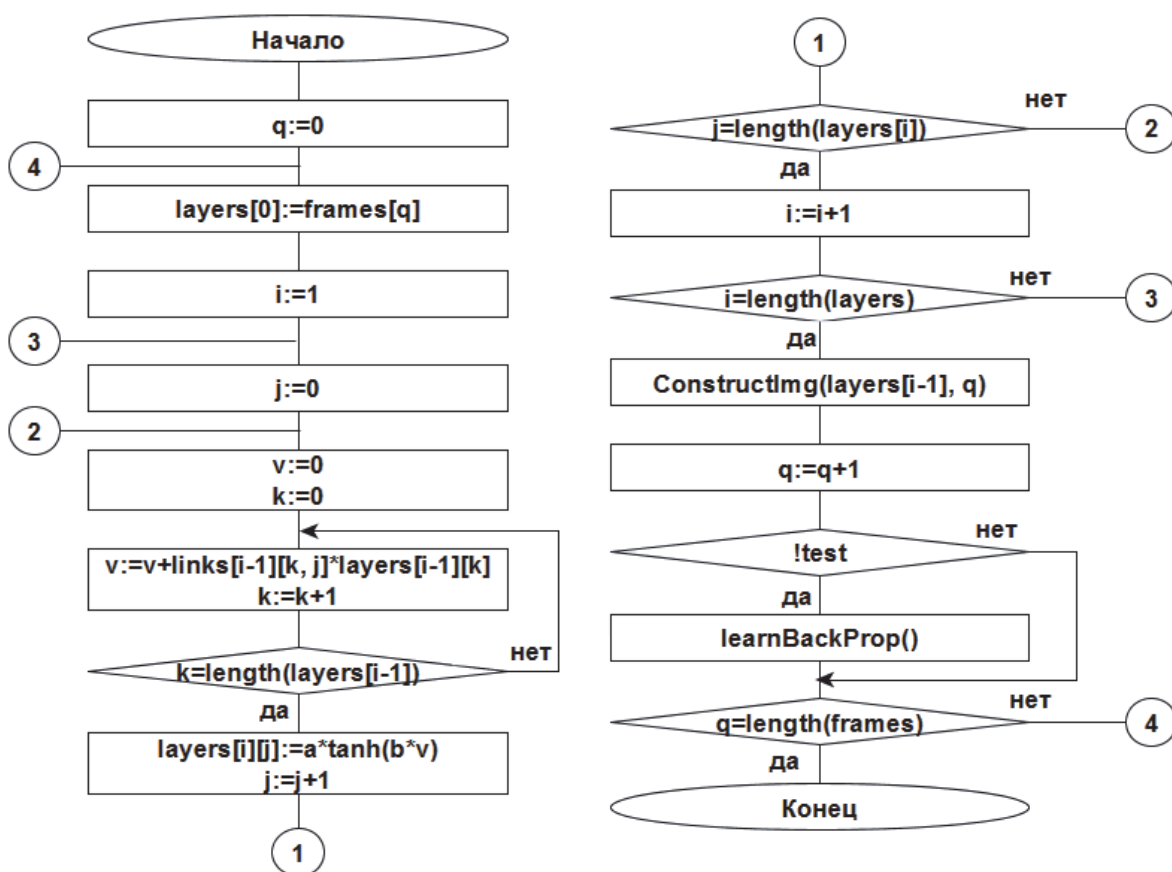 Начало
q:=0
4
layers[0]:=frames[q]
i:=1
3
j:=0
2
v:=0
k:=0
v:=v+links[i-1][k, j]*layers[i-1][k]
k:=k+1
нет
k=length(layers[i-1])
да
layers[i][j]:=a*tanh(b*v)
j:=j+1
1
1
нет
j=length(layers[i])
2
да
i:=i+1
нет
i=length(layers)
3
да
ConstructImg(layers[i-1], q)
q:=q+1
нет
!test
да
learnBackProp()
нет
q=length(frames)
4
да
Конец